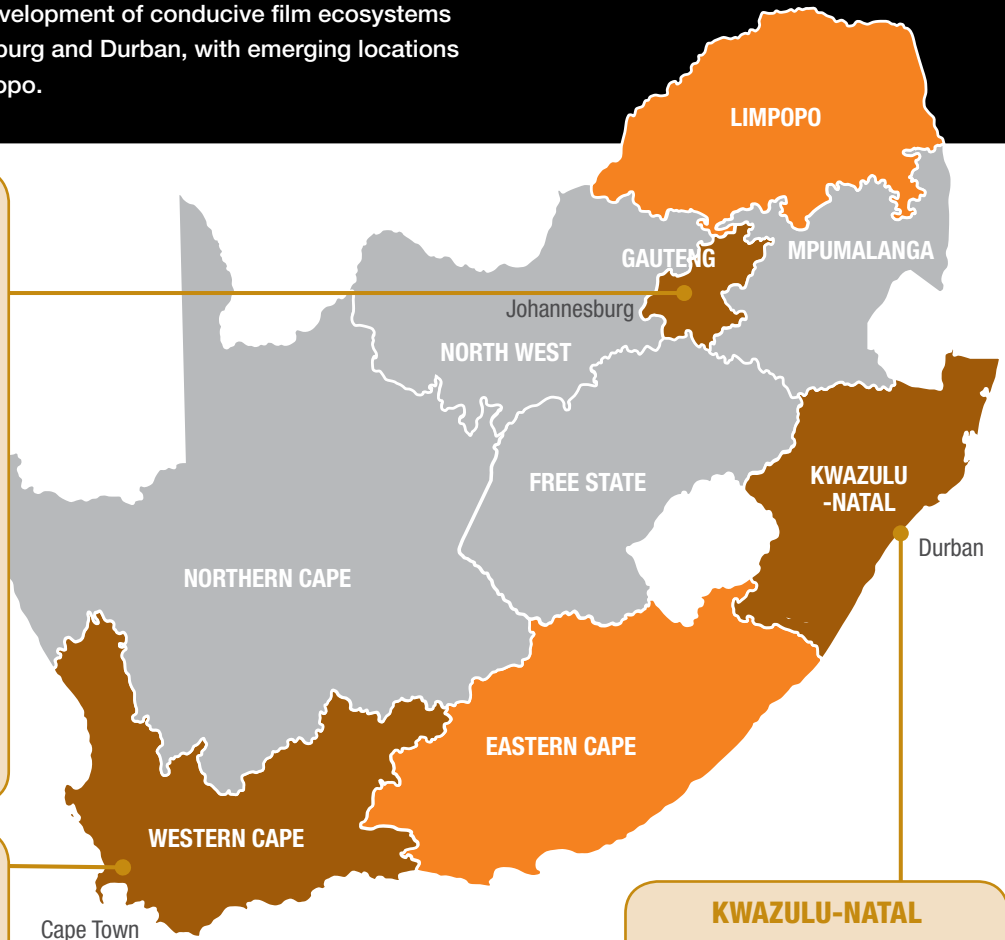 velopment of conducive film ecosystems
burg and Durban, with emerging locations
ppo.
LIMPOPO
GAUTENG
MPUMALANGA
Johannesburg
NORTH WEST
FREE STATE
KWAZULU
-NATAL
Durban
NORTHERN CAPE
EASTERN CAPE
WESTERN CAPE
Cape Town
KWAZULU-NATAL